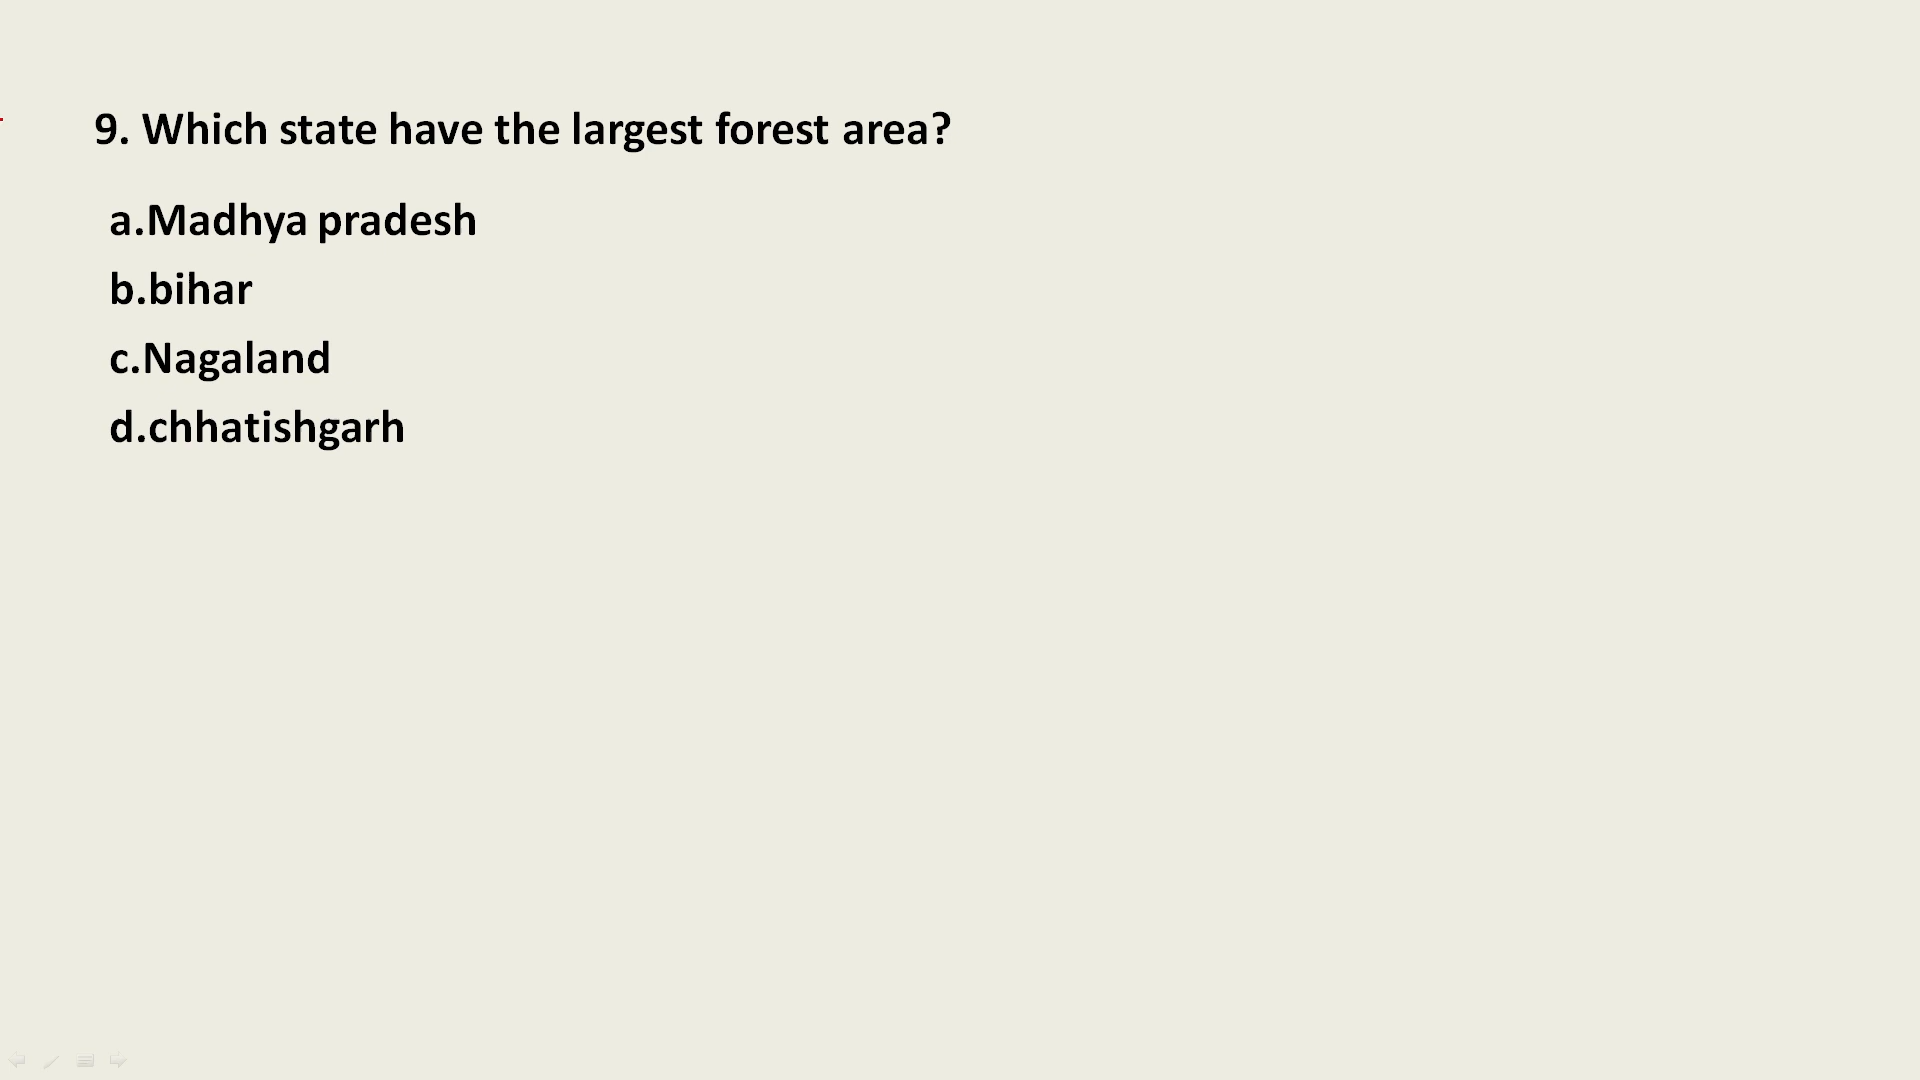 9. Which state have the largest forest area?
a.Madhya pradesh
b.bihar
c.Nagaland
d.chhatishgarh